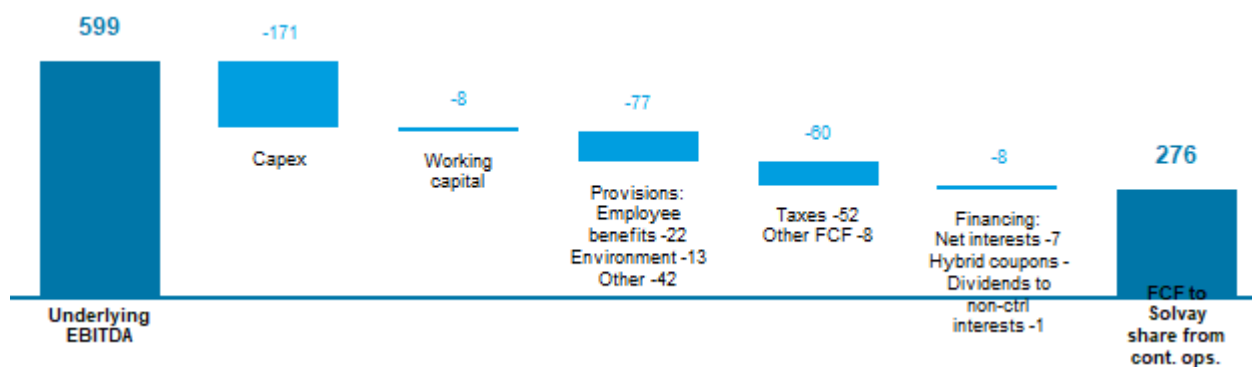 599
-171
-8
-77
-60
-8
276
Capex
Working
capital
Provisions:
Employee
benefits -22
Environment -13
Other -42
Taxes -52
Other FCF -8
Financing:
Net interests -7
Hybrid coupons -
Dividends to
non-ctrl
interests -1
Underlying
EBITDA
FCF to
Solvay
share from
cont. ops.